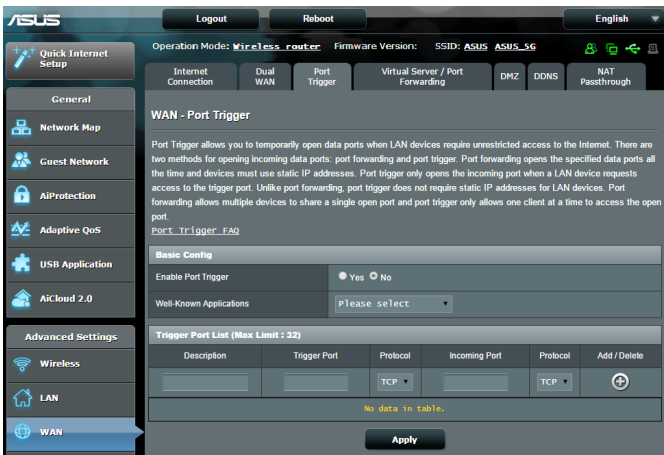 ASUS
Logout
Reboot
English
Quick Internet
Setup
Operation Mode: Wireless router Firmware Version: SSID: ASUS ASUS_5G
Internet
Connection
Dual
WAN
Port
Trigger
Virtual Server / Port
Forwarding
DMZ
DDNS
NAT
Passthrough
General
Network Map
Guest Network
AiProtection
Adaptive QoS
USB Application
AiCloud 2.0
Advanced Settings
Wireless
LAN
WAN
WAN - Port Trigger
Port Trigger allows you to temporarily open data ports when LAN devices require unrestricted access to the Internet. There are
two methods for opening incoming data ports: port forwarding and port trigger. Port forwarding opens the specified data ports all
the time and devices must use static IP addresses. Port trigger only opens the incoming port when a LAN device requests
access to the trigger port. Unlike port forwarding, port trigger does not require static IP addresses for LAN devices. Port
forwarding allows multiple devices to share a single open port and port trigger only allows one client at a time to access the open
port.
Port Trigger FAQ
Basic Config
Enable Port Trigger
Yes No
Well-Known Applications
Please select
Trigger Port List (Max Limit : 32)
Description Trigger Port Protocol Incoming Port Protocol Add / Delete
TCP TCP
No data in table.
Apply